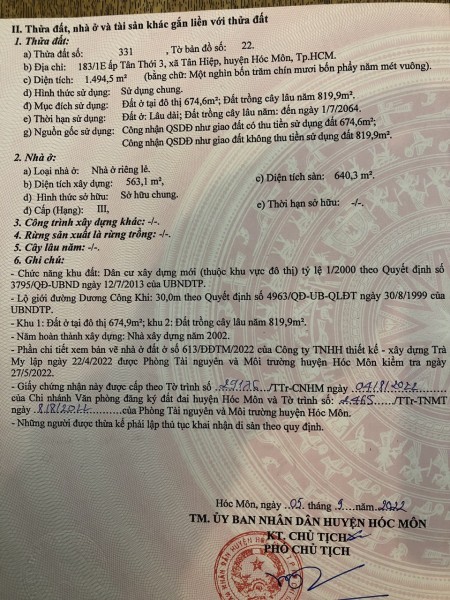 II. Thửa đất, nhà ở và tài sản khác gắn liền với thửa đất
1. Thửa đất:
a) Thửa đất số: 331 , Tờ bản đồ số: 22.
b) Địa chỉ: 183/1E ấp Tân Thới 3, xã Tân Hiệp, huyện Hóc Môn, Tp.HCM.
c) Diện tích: 1.494,5 m² (bằng chữ: Một nghìn bốn trăm chín mươi bốn phẩy năm mét vuông).
d) Hình thức sử dụng: Sử dụng chung.
đ) Mục đích sử dụng: Đất ở tại đô thị 674,6m²; Đất trồng cây lâu năm 819,9m².
e) Thời hạn sử dụng: Đất ở: Lâu dài; Đất trồng cây lâu năm: đến ngày 1/7/2064.
g) Nguồn gốc sử dụng: Công nhận QSDĐ như giao đất có thu tiền sử dụng đất 674,6m²;
Công nhận QSDĐ như giao đất không thu tiền sử dụng đất 819,9m².
2. Nhà ở:
a) Loại nhà ở: Nhà ở riêng lẻ.
b) Diện tích xây dựng: 563,1 m², c) Diện tích sàn: 640,3 m².
d) Hình thức sở hữu: Sở hữu chung.
đ) Cấp (Hạng): III, e) Thời hạn sở hữu: -/-.
3. Công trình xây dựng khác: -/-.
4. Rừng sản xuất là rừng trồng: -/-.
5. Cây lâu năm: -/-.
6. Ghi chú:
- Chức năng khu đất: Dân cư xây dựng mới (thuộc khu vực đô thị) tỷ lệ 1/2000 theo Quyết định số
3795/QĐ-UBND ngày 12/7/2013 của UBNDTP.
- Lộ giới đường Dương Công Khi: 30,0m theo Quyết định số 4963/QĐ-UB-QLĐT ngày 30/8/1999 của
UBNDTP.
- Khu 1: Đất ở tại đô thị 674,9m²; khu 2: Đất trồng cây lâu năm 819,9m².
- Năm hoàn thành xây dựng: Nhà xây dựng năm 2002.
- Phần chi tiết xem bản vẽ nhà ở đất ở số 613/ĐĐTM/2022 của Công ty TNHH thiết kế - xây dựng Trà
My lập ngày 22/4/2022 được Phòng Tài nguyên và Môi trường huyện Hóc Môn kiểm tra ngày
27/5/2022.
- Giấy chứng nhận này được cấp theo Tờ trình số /TTr-CNHM ngày 04/8/2022
của Chi nhánh Văn phòng đăng ký đất đai huyện Hóc Môn và Tờ trình số: 2465/TTr-TNMT
ngày 8/8/2022 của Phòng Tài nguyên và Môi trường huyện Hóc Môn.
- Những người được thừa kế phải lập thủ tục khai nhận di sản theo quy định.
Hóc Môn, ngày 05 tháng 9 năm 2022
TM. ỦY BAN NHÂN DÂN HUYỆN HÓC MÔN
KT. CHỦ TỊCH
PHÓ CHỦ TỊCH